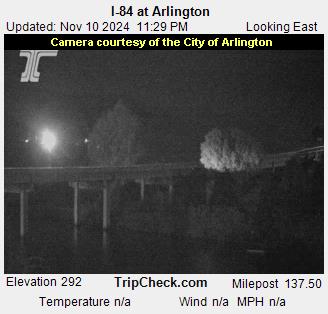 I-84 at Arlington
Updated: Nov 10 2024 11:29 PM Looking East
Camera courtesy of the City of Arlington
Elevation 292 TripCheck.com Milepost 137.50
Temperature n/a Wind n/a MPH n/a